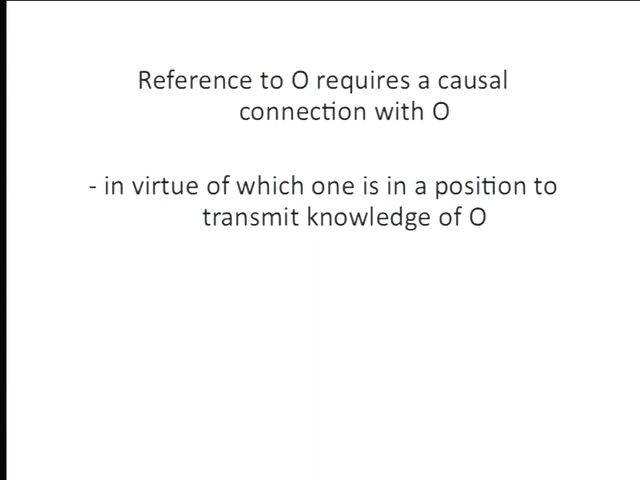 Reference to O requires a causal
connection with O
- in virtue of which one is in a position to
transmit knowledge of O